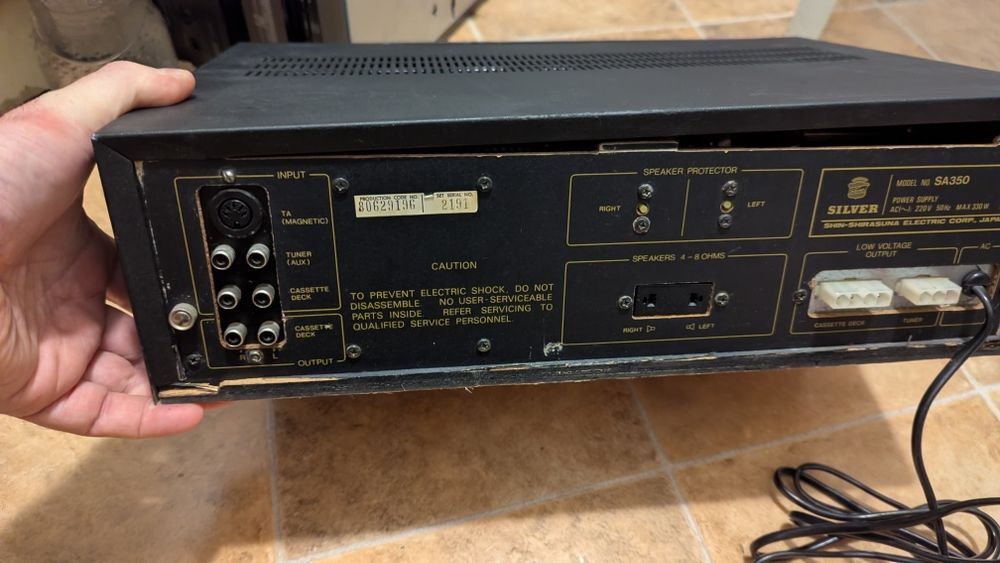 INPUT
TA
(MAGNETIC)
TUNER
(AUX)
CASSETTE
DECK
CASSETTE
DECK
R L
OUTPUT
PRODUCTION CODE NO. SET SERIAL NO.
80629196 2191
CAUTION
TO PREVENT ELECTRIC SHOCK, DO NOT
DISASSEMBLE NO USER-SERVICEABLE
PARTS INSIDE REFER SERVICING TO
QUALIFIED SERVICE PERSONNEL.
SPEAKER PROTECTOR
RIGHT LEFT
SPEAKERS 4-8 OHMS
RIGHT LEFT
SILVER
MODEL NO SA350
POWER SUPPLY
AC(~) 220V 50Hz MAX 330W
SHIN-SHIRASUNA ELECTRIC CORP.
LOW VOLTAGE
OUTPUT
CASSETTE DECK TUNER
AC